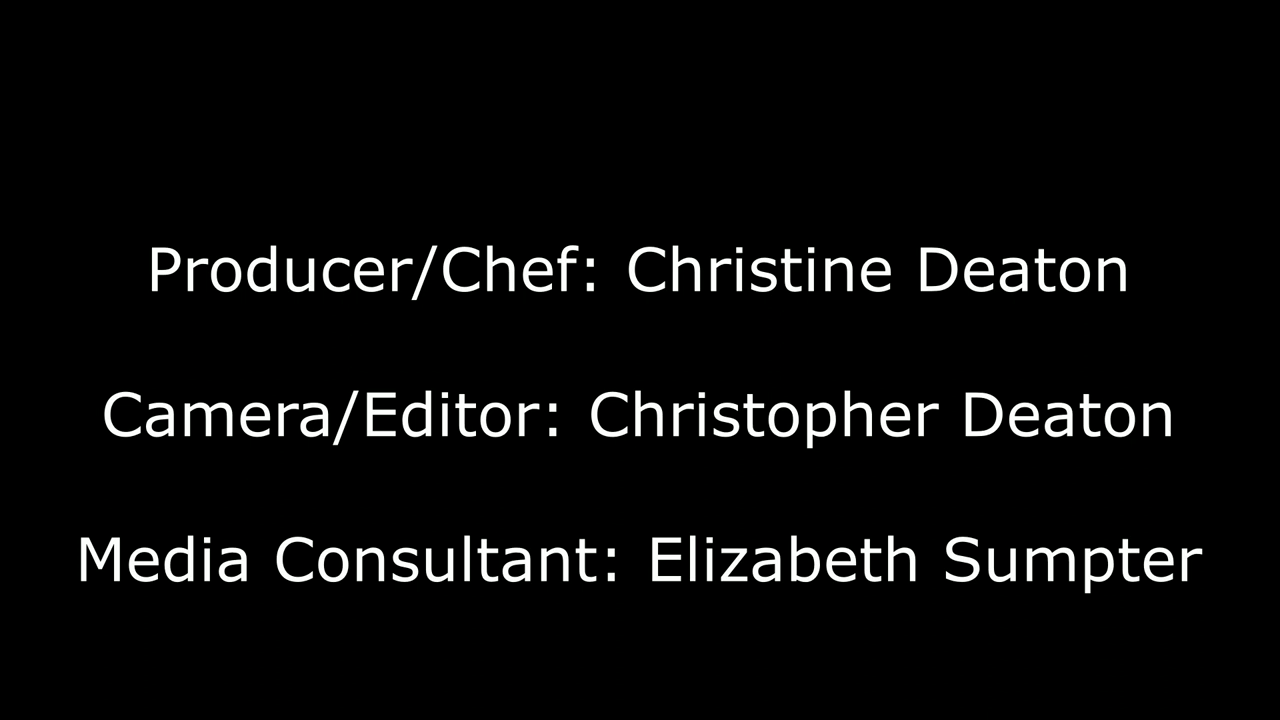 Producer/Chef: Christine Deaton
Camera/Editor: Christopher Deaton
Media Consultant: Elizabeth Sumpter